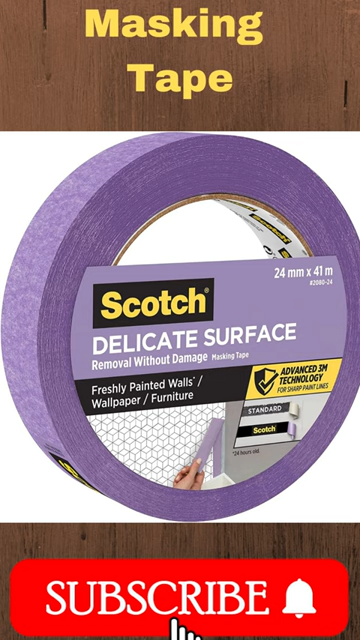 Masking
Tape
24 mm x 41 m
#2080-24
Scotch®
DELICATE SURFACE
Removal Without Damage Masking Tape
Freshly Painted Walls* /
Wallpaper / Furniture
ADVANCED 3M
TECHNOLOGY
FOR SHARP PAINT LINES
STANDARD
Scotch
*24 hours old.
SUBSCRIBE